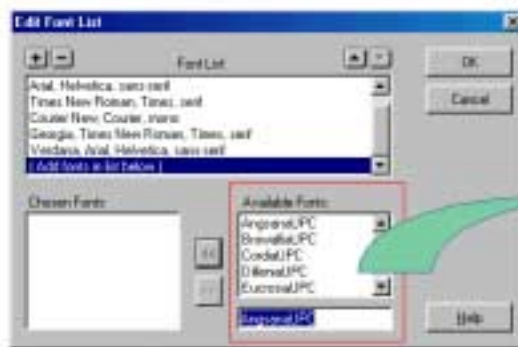 Edit Font List
+ -
Font List
OK
Cancel
Arial, Helvetica, sans-serif
Times New Roman, Times, serif
Courier New, Courier, mono
Georgia, Times New Roman, Times, serif
Verdana, Arial, Helvetica, sans-serif
( Add fonts in list below )
Chosen Fonts:
Available Fonts:
AngsanaUPC
BrowalliaUPC
CordiaUPC
DilleniaUPC
EucrosiaUPC
<<
>>
AngsanaUPC
Help